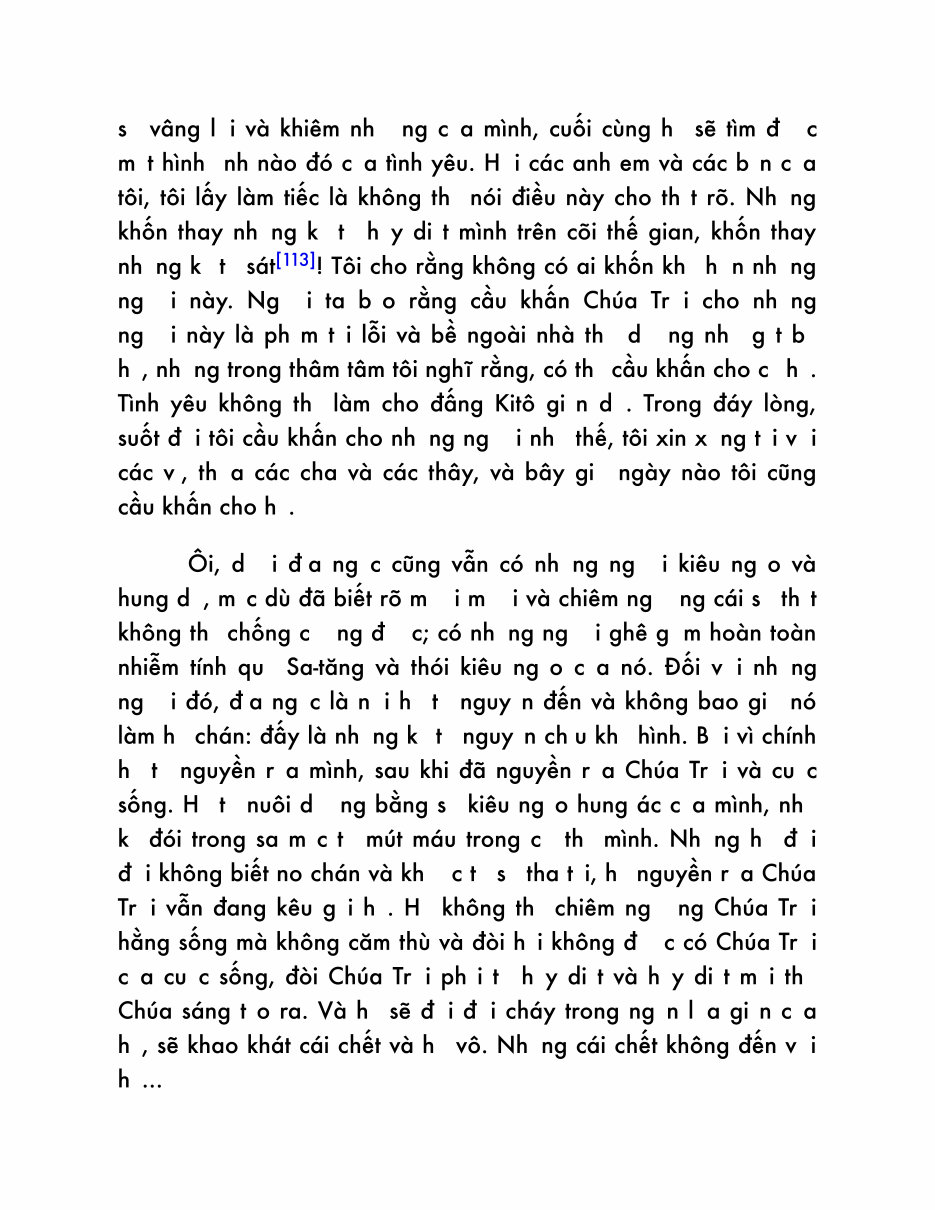 s vâng l i và khiêm nh ng c a mình, cuối cùng h sẽ tìm đ c
m t hình nh nào đó c a tình yêu. H i các anh em và các b n c a
tôi, tôi lấy làm tiếc là không th nói điều này cho th t rõ. Nh ng
khốn thay nh ng k t h y di t mình trên cõi thế gian, khốn thay
nh ng k t sát[113]! Tôi cho rằng không có ai khốn kh h n nh ng
ng i này. Ng i ta b o rằng cầu khấn Chúa Tr i cho nh ng
ng i này là ph m t i lỗi và bề ngoài nhà th d ng nh g t b
h , nh ng trong thâm tâm tôi nghĩ rằng, có th cầu khấn cho c h .
Tình yêu không th làm cho đấng Kitô gi n d . Trong đáy lòng,
suốt đ i tôi cầu khấn cho nh ng ng i nh thế, tôi xin x ng t i v i
các v , th a các cha và các thây, và bây gi ngày nào tôi cũng
cầu khấn cho h .
Ôi, d i đ a ng c cũng vẫn có nh ng ng i kiêu ng o và
hung d , m c dù đã biết rõ m i m i và chiêm ng ng cái s th t
không th chống c ng đ c; có nh ng ng i ghê g m hoàn toàn
nhiễm tính qu Sa-tăng và thói kiêu ng o c a nó. Đối v i nh ng
ng i đó, đ a ng c là n i h t nguy n đến và không bao gi nó
làm h chán: đấy là nh ng k t nguy n ch u kh hình. B i vì chính
h t nguyền r a mình, sau khi đã nguyền r a Chúa Tr i và cu c
sống. H t nuôi d ng bằng s kiêu ng o hung ác c a mình, nh
k đói trong sa m c t mút máu trong c th mình. Nh ng h đ i
đ i không biết no chán và kh c t s tha t i, h nguyền r a Chúa
Tr i vẫn đang kêu g i h . H không th chiêm ng ng Chúa Tr i
hằng sống mà không căm thù và đòi h i không đ c có Chúa Tr i
c a cu c sống, đòi Chúa Tr i ph i t h y di t và h y di t m i th
Chúa sáng t o ra. Và h sẽ đ i đ i cháy trong ng n l a gi n c a
h , sẽ khao khát cái chết và h vô. Nh ng cái chết không đến v i
h ...